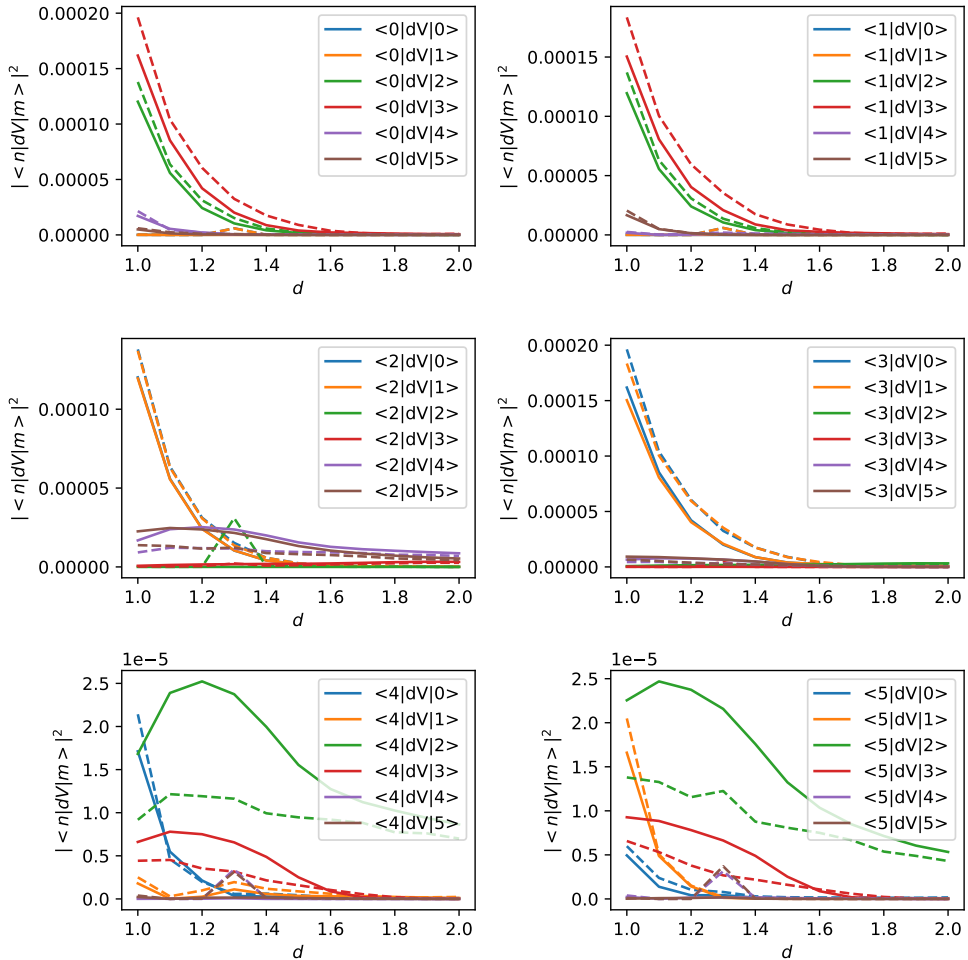 0.00020
0.00015
0.00010
0.00005
0.00000
|<n|dV|m>|²
1.0 1.2 1.4 1.6 1.8 2.0
d
<0|dV|0>
<0|dV|1>
<0|dV|2>
<0|dV|3>
<0|dV|4>
<0|dV|5>
0.00015
0.00010
0.00005
0.00000
|<n|dV|m>|²
1.0 1.2 1.4 1.6 1.8 2.0
d
<1|dV|0>
<1|dV|1>
<1|dV|2>
<1|dV|3>
<1|dV|4>
<1|dV|5>
0.00010
0.00005
0.00000
|<n|dV|m>|²
1.0 1.2 1.4 1.6 1.8 2.0
d
<2|dV|0>
<2|dV|1>
<2|dV|2>
<2|dV|3>
<2|dV|4>
<2|dV|5>
0.00020
0.00015
0.00010
0.00005
0.00000
|<n|dV|m>|²
1.0 1.2 1.4 1.6 1.8 2.0
d
<3|dV|0>
<3|dV|1>
<3|dV|2>
<3|dV|3>
<3|dV|4>
<3|dV|5>
1e−5
2.5
2.0
1.5
1.0
0.5
0.0
|<n|dV|m>|²
1.0 1.2 1.4 1.6 1.8 2.0
d
<4|dV|0>
<4|dV|1>
<4|dV|2>
<4|dV|3>
<4|dV|4>
<4|dV|5>
1e−5
2.5
2.0
1.5
1.0
0.5
0.0
|<n|dV|m>|²
1.0 1.2 1.4 1.6 1.8 2.0
d
<5|dV|0>
<5|dV|1>
<5|dV|2>
<5|dV|3>
<5|dV|4>
<5|dV|5>